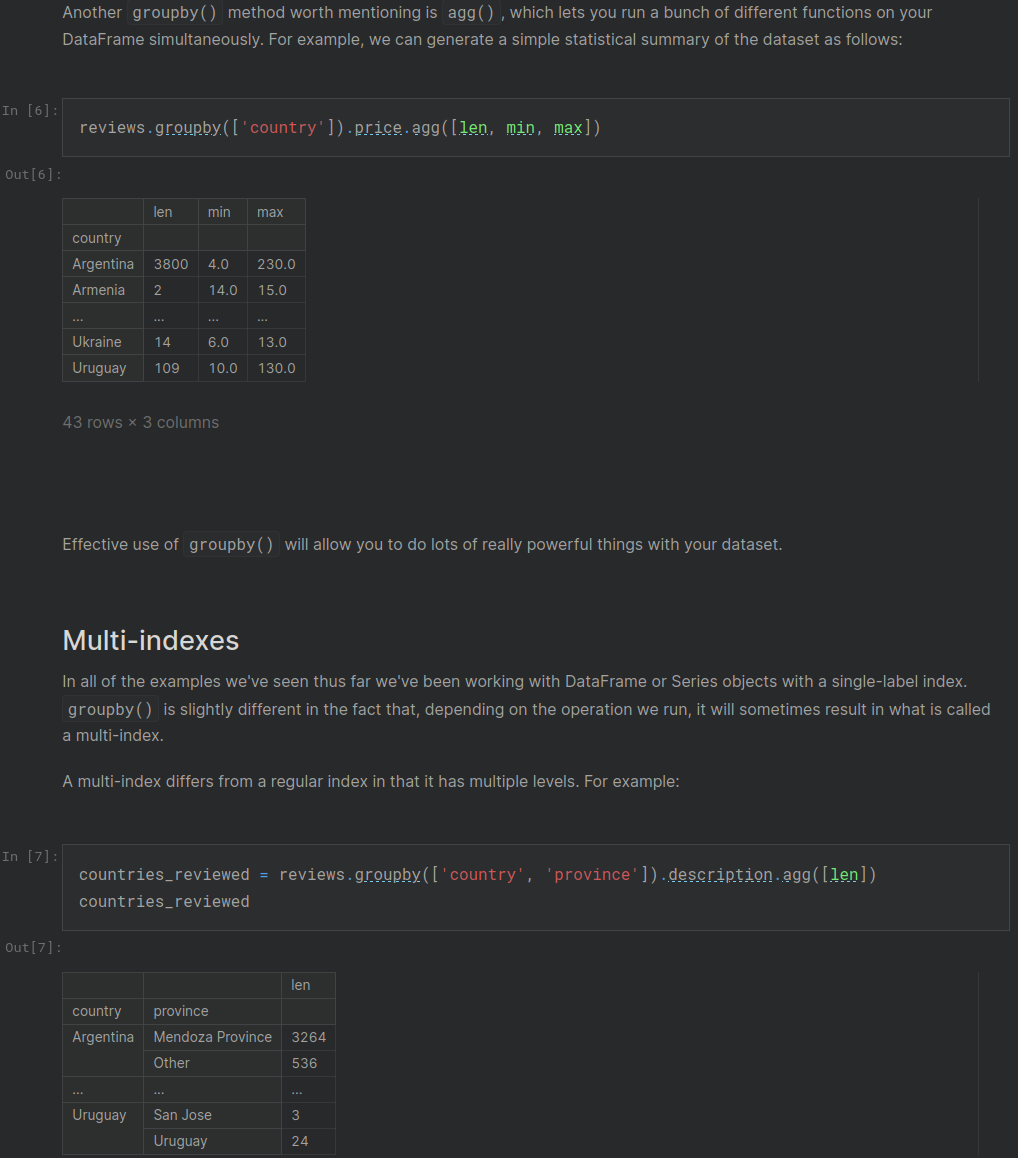 Another groupby() method worth mentioning is agg(), which lets you run a bunch of different functions on your
DataFrame simultaneously. For example, we can generate a simple statistical summary of the dataset as follows:
In [6]:
reviews.groupby(['country']).price.agg([len, min, max])
Out[6]:
len min max
country
Argentina 3800 4.0 230.0
Armenia 2 14.0 15.0
... ... ... ...
Ukraine 14 6.0 13.0
Uruguay 109 10.0 130.0
43 rows × 3 columns
Effective use of groupby() will allow you to do lots of really powerful things with your dataset.
Multi-indexes
In all of the examples we've seen thus far we've been working with DataFrame or Series objects with a single-label index.
groupby() is slightly different in the fact that, depending on the operation we run, it will sometimes result in what is called
a multi-index.
A multi-index differs from a regular index in that it has multiple levels. For example:
In [7]:
countries_reviewed = reviews.groupby(['country', 'province']).description.agg([len])
countries_reviewed
Out[7]:
len
country province
Argentina Mendoza Province 3264
Other 536
... ... ...
Uruguay San Jose 3
Uruguay 24